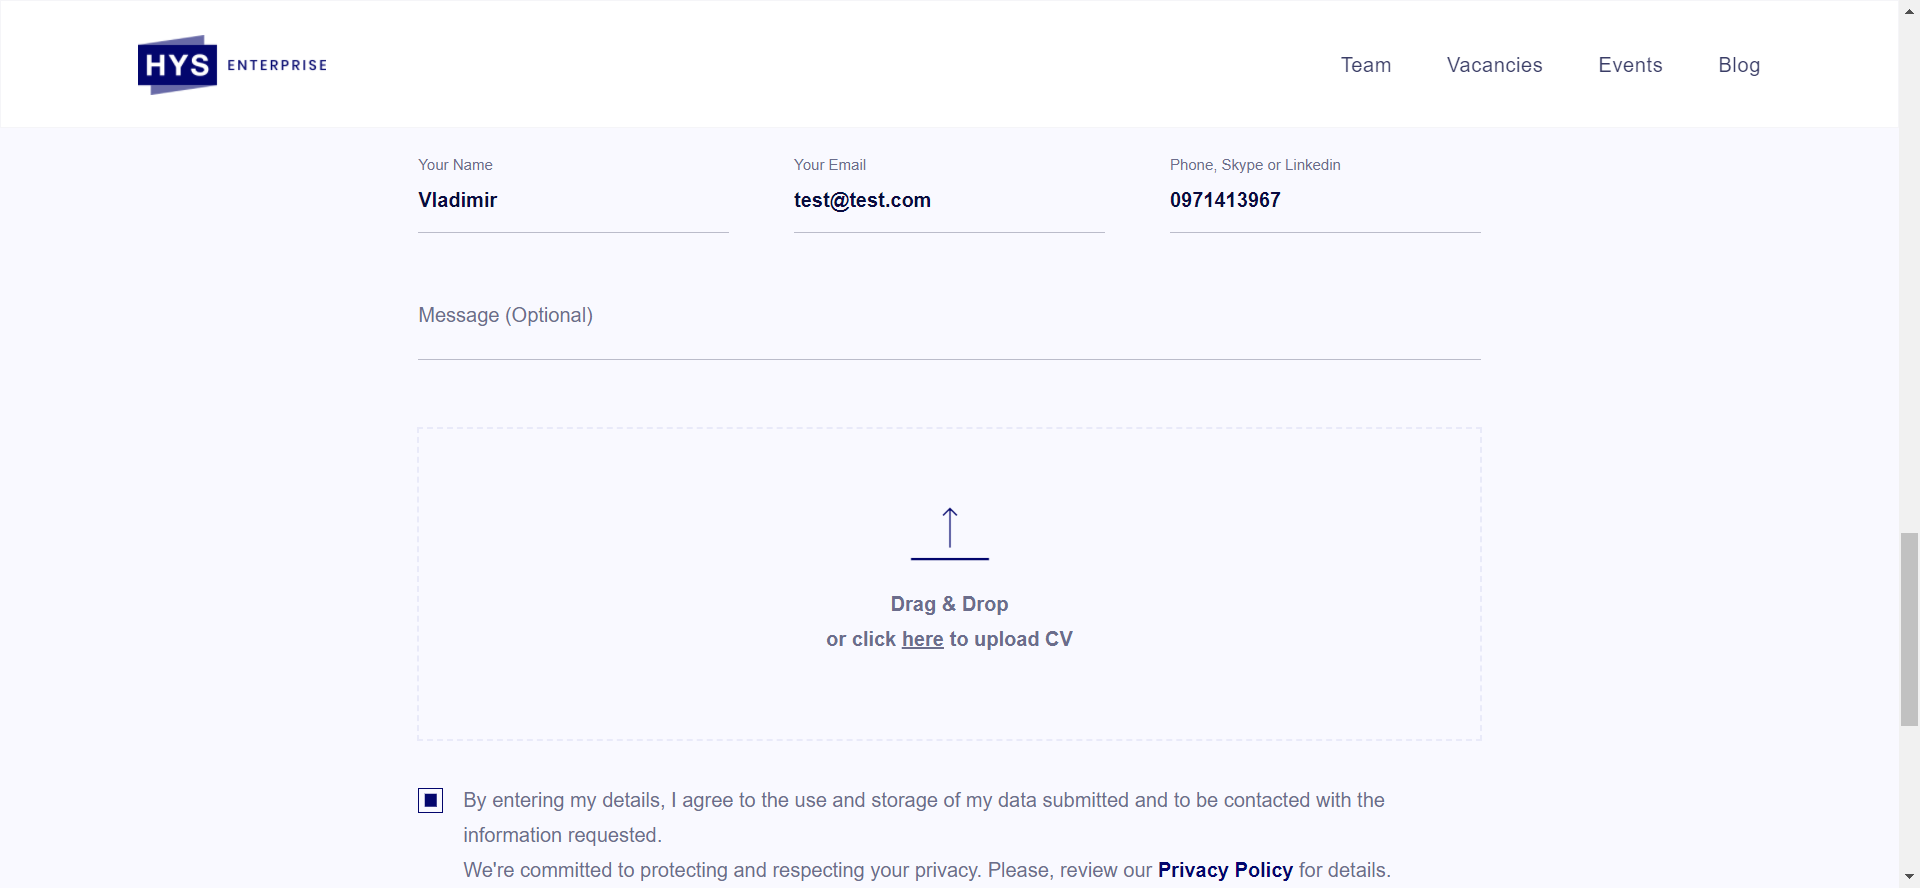 HYS ENTERPRISE
Team Vacancies Events Blog
Your Name Your Email Phone, Skype or Linkedin
Vladimir test@test.com 0971413967
Message (Optional)
Drag & Drop
or click here to upload CV
By entering my details, I agree to the use and storage of my data submitted and to be contacted with the
information requested.
We're committed to protecting and respecting your privacy. Please, review our Privacy Policy for details.